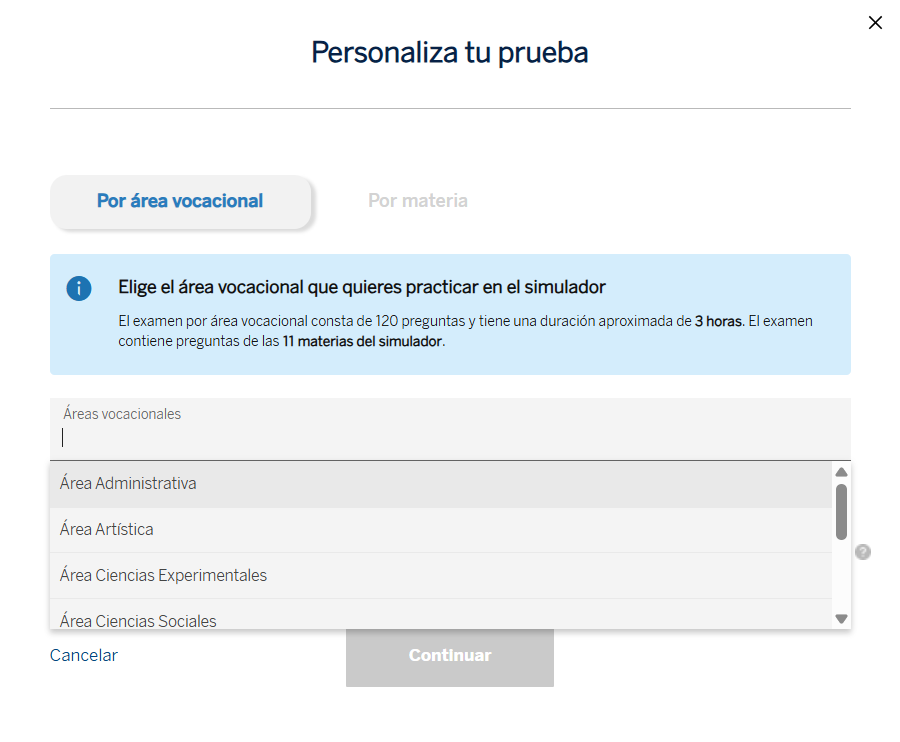 Personaliza tu prueba
Por área vocacional
Por materia
Elige el área vocacional que quieres practicar en el simulador
El examen por área vocacional consta de 120 preguntas y tiene una duración aproximada de 3 horas. El examen
contiene preguntas de las 11 materias del simulador.
Áreas vocacionales
Área Administrativa
Área Artística
Área Ciencias Experimentales
Área Ciencias Sociales
Cancelar
Continuar